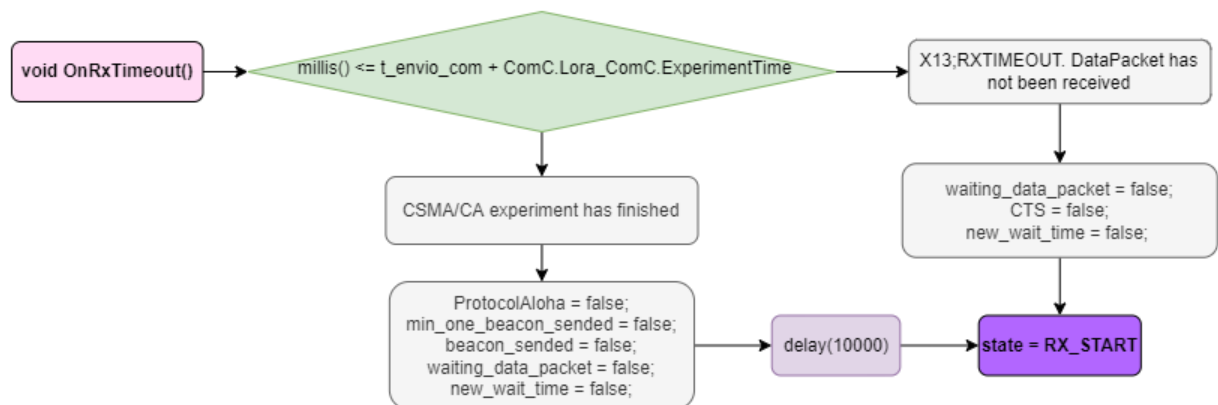 void OnRxTimeout()
millis() <= t_envio_com + ComC.Lora_ComC.ExperimentTime
X13;RXTIMEOUT. DataPacket has
not been received
CSMA/CA experiment has finished
waiting_data_packet = false;
CTS = false;
new_wait_time = false;
ProtocolAloha = false;
min_one_beacon_sended = false;
beacon_sended = false;
waiting_data_packet = false;
new_wait_time = false;
delay(10000)
state = RX_START